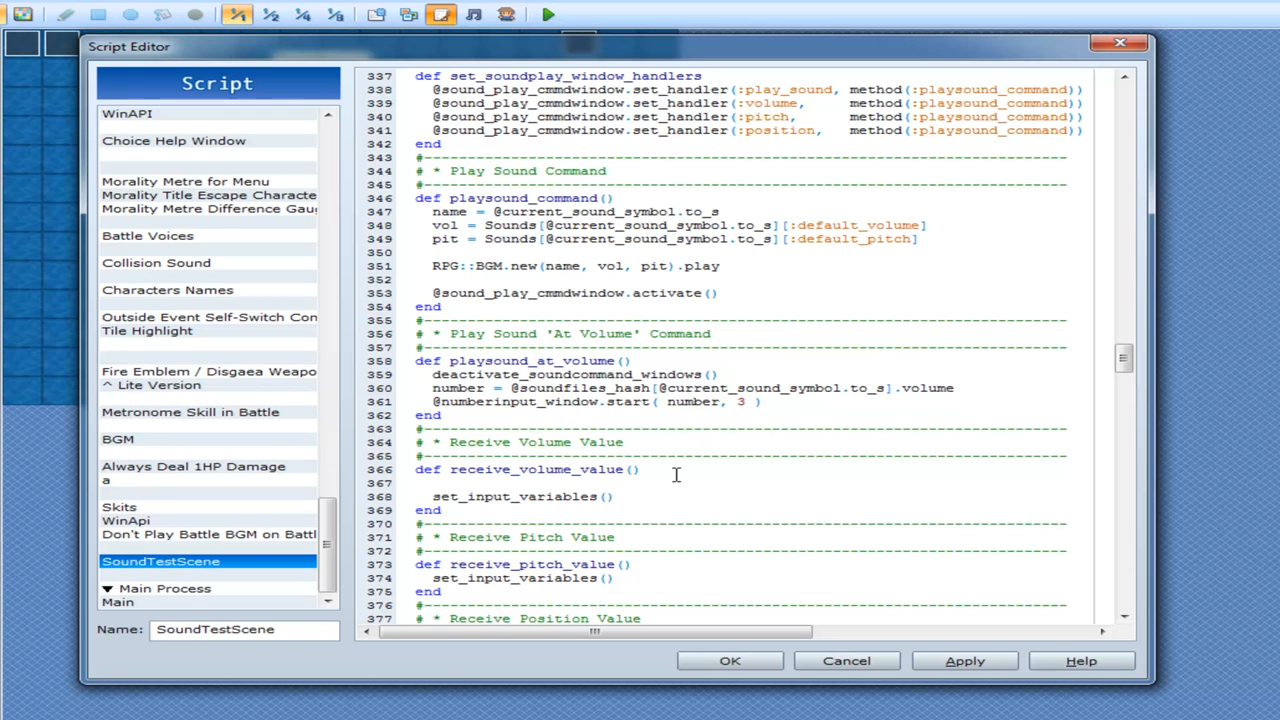 Script Editor
Script
WinAPI
Choice Help Window
Morality Metre for Menu
Morality Title Escape Characte
Morality Metre Difference Gau
Battle Voices
Collision Sound
Characters Names
Outside Event Self-Switch Con
Tile Highlight
Fire Emblem / Disgaea Weapo
^ Lite Version
Metronome Skill in Battle
BGM
Always Deal 1HP Damage
a
Skits
WinApi
Don't Play Battle BGM on Battl
SoundTestScene
▼ Main Process
Main
Name: SoundTestScene
337 def set_soundplay_window_handlers
338 @sound_play_cmmdwindow.set_handler(:play_sound, method(:playsound_command))
339 @sound_play_cmmdwindow.set_handler(:volume, method(:playsound_command))
340 @sound_play_cmmdwindow.set_handler(:pitch, method(:playsound_command))
341 @sound_play_cmmdwindow.set_handler(:position, method(:playsound_command))
342 end
343 #--------------------------------------------------------------------------
344 # * Play Sound Command
345 #--------------------------------------------------------------------------
346 def playsound_command()
347 name = @current_sound_symbol.to_s
348 vol = Sounds[@current_sound_symbol.to_s][:default_volume]
349 pit = Sounds[@current_sound_symbol.to_s][:default_pitch]
350
351 RPG::BGM.new(name, vol, pit).play
352
353 @sound_play_cmmdwindow.activate()
354 end
355 #--------------------------------------------------------------------------
356 # * Play Sound 'At Volume' Command
357 #--------------------------------------------------------------------------
358 def playsound_at_volume()
359 deactivate_soundcommand_windows()
360 number = @soundfiles_hash[@current_sound_symbol.to_s].volume
361 @numberinput_window.start( number, 3 )
362 end
363 #--------------------------------------------------------------------------
364 # * Receive Volume Value
365 #--------------------------------------------------------------------------
366 def receive_volume_value()
367
368 set_input_variables()
369 end
370 #--------------------------------------------------------------------------
371 # * Receive Pitch Value
372 #--------------------------------------------------------------------------
373 def receive_pitch_value()
374 set_input_variables()
375 end
376 #--------------------------------------------------------------------------
377 # * Receive Position Value
OK
Cancel
Apply
Help